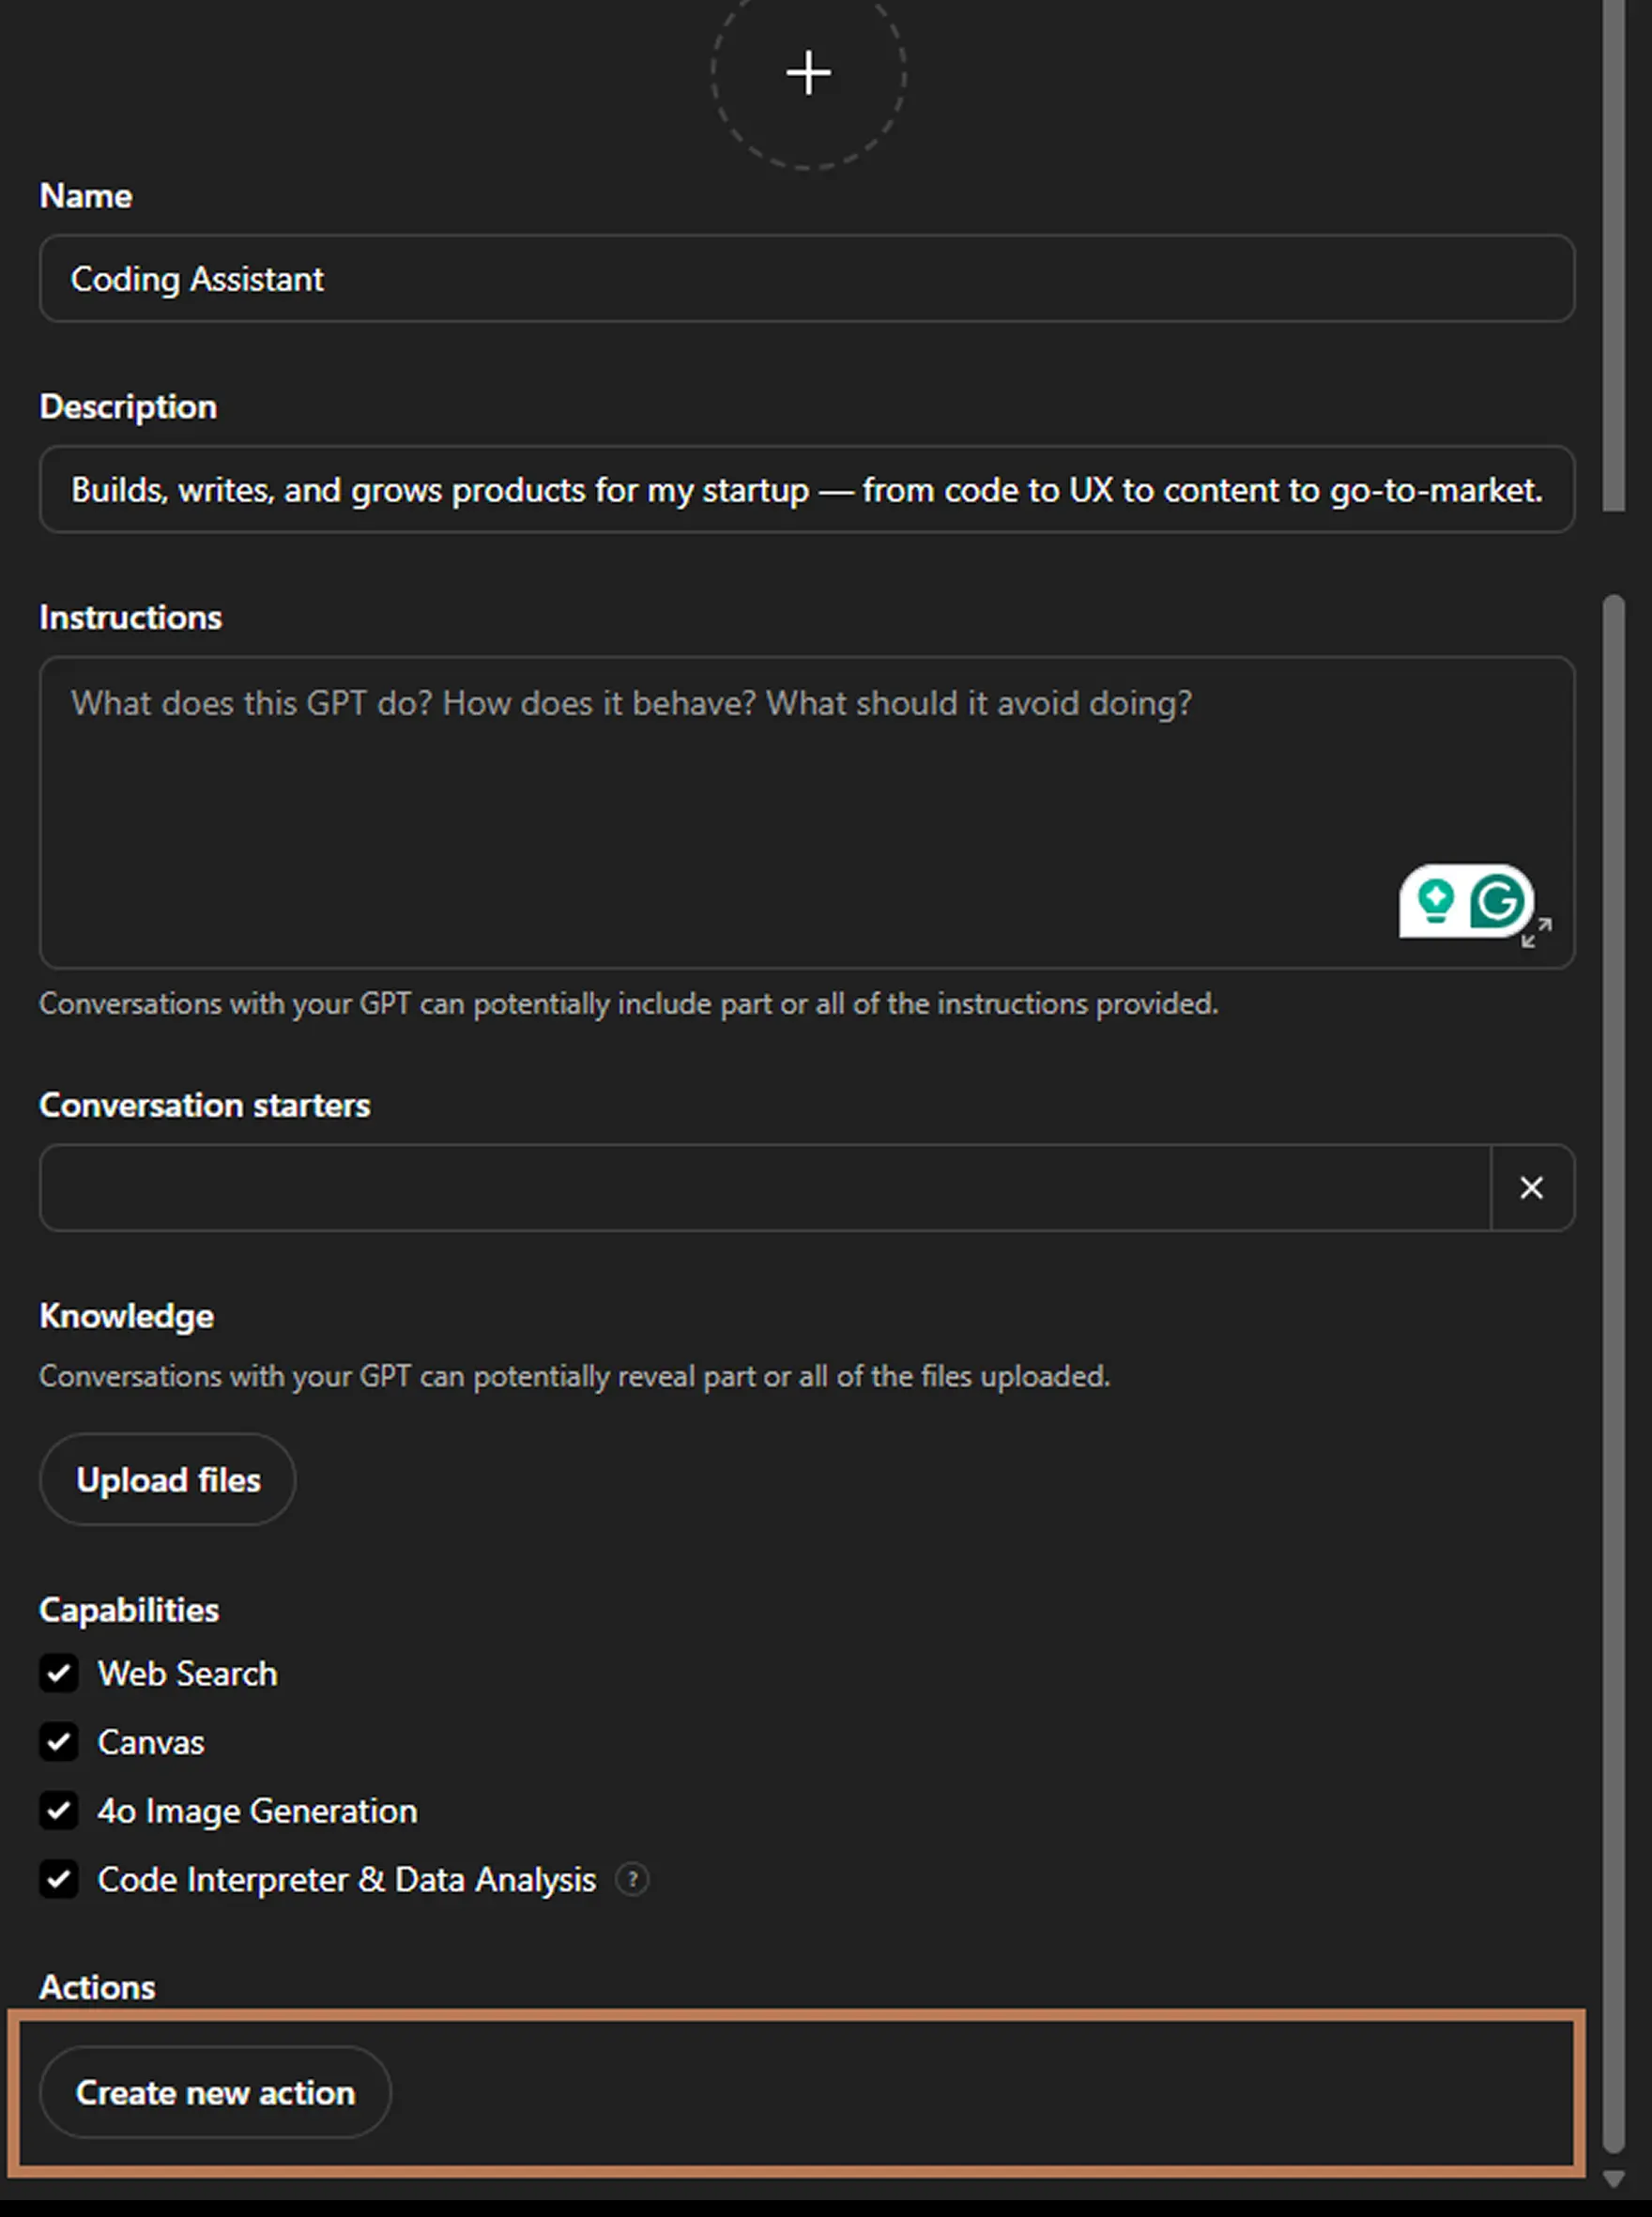 Name
Coding Assistant
Description
Builds, writes, and grows products for my startup — from code to UX to content to go-to-market.
Instructions
What does this GPT do? How does it behave? What should it avoid doing?
Conversations with your GPT can potentially include part or all of the instructions provided.
Conversation starters
Knowledge
Conversations with your GPT can potentially reveal part or all of the files uploaded.
Upload files
Capabilities
Web Search
Canvas
4o Image Generation
Code Interpreter & Data Analysis ?
Actions
Create new action